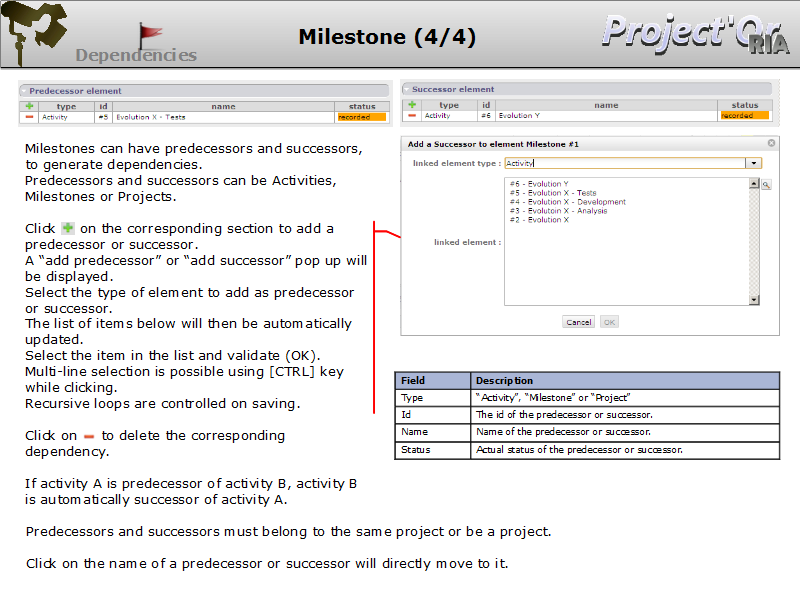 Dependencies
Milestone (4/4)
Project'Or
RIA
Predecessor element
type id name status
Activity #5 Evolution X - Tests recorded
Successor element
type id name status
Activity #6 Evolution Y recorded
Milestones can have predecessors and successors,
to generate dependencies.
Predecessors and successors can be Activities,
Milestones or Projects.
Click on the corresponding section to add a
predecessor or successor.
A “add predecessor” or “add successor” pop up will
be displayed.
Select the type of element to add as predecessor
or successor.
The list of items below will then be automatically
updated.
Select the item in the list and validate (OK).
Multi-line selection is possible using [CTRL] key
while clicking.
Recursive loops are controlled on saving.
Click on to delete the corresponding
dependency.
If activity A is predecessor of activity B, activity B
is automatically successor of activity A.
Predecessors and successors must belong to the same project or be a project.
Click on the name of a predecessor or successor will directly move to it.
Add a Successor to element Milestone #1
linked element type : Activity
#6 - Evolution Y
#5 - Evolution X - Tests
#4 - Evolution X - Development
#3 - Evolution X - Analysis
#2 - Evolution X
linked element :
Cancel OK
Field Description
Type “Activity”, “Milestone” or “Project”
Id The id of the predecessor or successor.
Name Name of the predecessor or successor.
Status Actual status of the predecessor or successor.